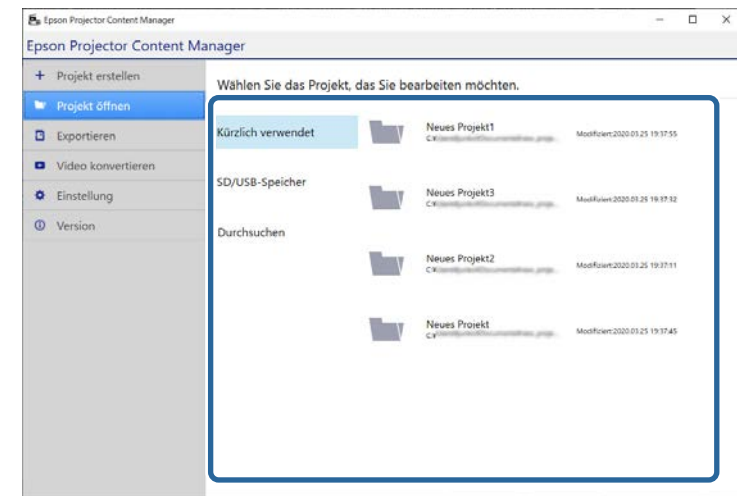 Epson Projector Content Manager
Epson Projector Content Manager
Projekt erstellen
Projekt öffnen
Exportieren
Video konvertieren
Einstellung
Version
Wählen Sie das Projekt, das Sie bearbeiten möchten.
Kürzlich verwendet
SD/USB-Speicher
Durchsuchen
Neues Projekt1
Modifiziert:2020.03.25 19:37:55
Neues Projekt3
Modifiziert:2020.03.25 19:37:32
Neues Projekt2
Modifiziert:2020.03.25 19:37:11
Neues Projekt
Modifiziert:2020.03.25 19:37:45